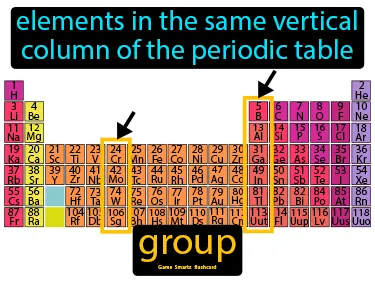 elements in the same vertical
column of the periodic table
1 2
H He
3 4 5 6 7 8 9 10
Li Be B C N O F Ne
11 12 13 14 15 16 17 18
Na Mg Al Si P S Cl Ar
19 20 21 22 23 24 25 26 27 28 29 30 31 32 33 34 35 36
K Ca Sc Ti V Cr Mn Fe Co Ni Cu Zn Ga Ge As Se Br Kr
37 38 39 40 41 42 43 44 45 46 47 48 49 50 51 52 53 54
Rb Sr Y Zr Nb Mo Tc Ru Rh Pd Ag Cd In Sn Sb Te I Xe
55 56 72 73 74 75 76 77 78 79 80 81 82 83 84 85 86
Cs Ba Hf Ta W Re Os Ir Pt Au Hg Tl Pb Bi Po At Rn
87 88 104 105 106 107 108 109 110 111 112 113 114 115 116 117 118
Fr Ra Rf Db Sg Bh Hs Mt Ds Rg Cn Uut Fl Uup Lv Uus Uuo
group
Game Smartz flashcard